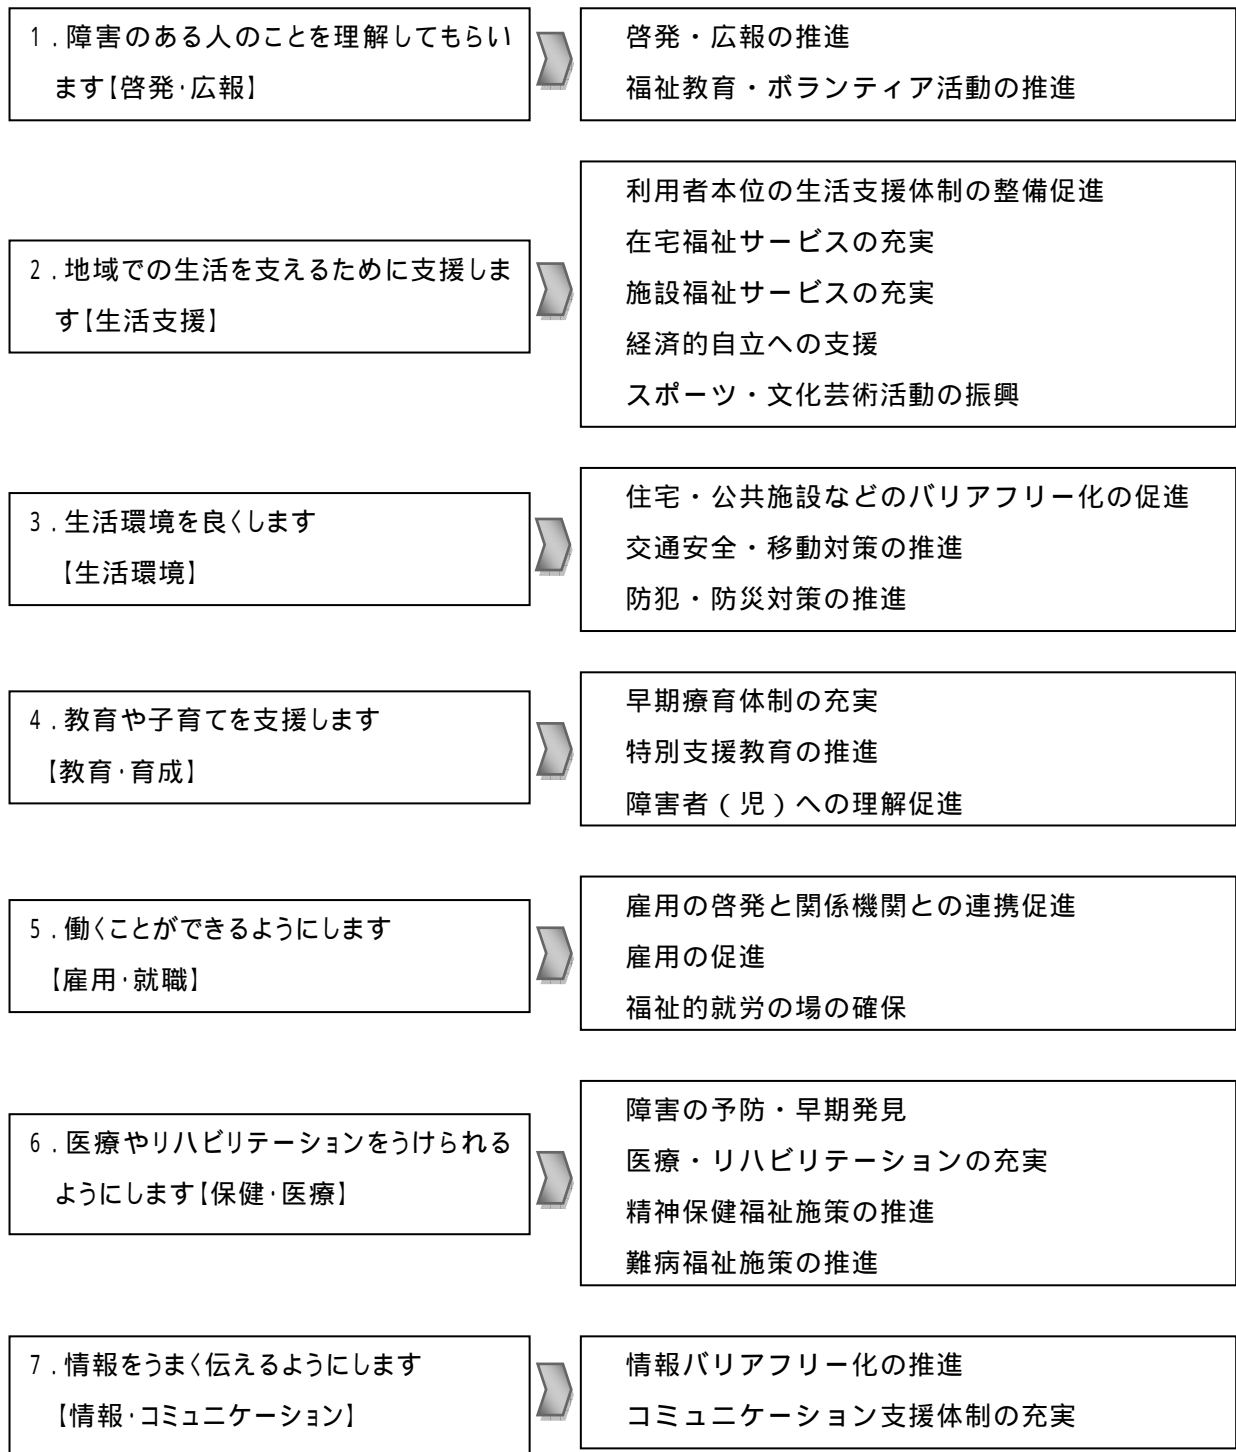 1．障害のある人のことを理解してもらい
ます【啓発・広報】
啓発・広報の推進
福祉教育・ボランティア活動の推進
2．地域での生活を支えるために支援しま
す【生活支援】
利用者本位の生活支援体制の整備促進
在宅福祉サービスの充実
施設福祉サービスの充実
経済的自立への支援
スポーツ・文化芸術活動の振興
3．生活環境を良くします
【生活環境】
住宅・公共施設などのバリアフリー化の促進
交通安全・移動対策の推進
防犯・防災対策の推進
4．教育や子育てを支援します
【教育・育成】
早期療育体制の充実
特別支援教育の推進
障害者（児）への理解促進
5．働くことができるようにします
【雇用・就職】
雇用の啓発と関係機関との連携促進
雇用の促進
福祉的就労の場の確保
6．医療やリハビリテーションをうけられる
ようにします【保健・医療】
障害の予防・早期発見
医療・リハビリテーションの充実
精神保健福祉施策の推進
難病福祉施策の推進
7．情報をうまく伝えるようにします
【情報・コミュニケーション】
情報バリアフリー化の推進
コミュニケーション支援体制の充実